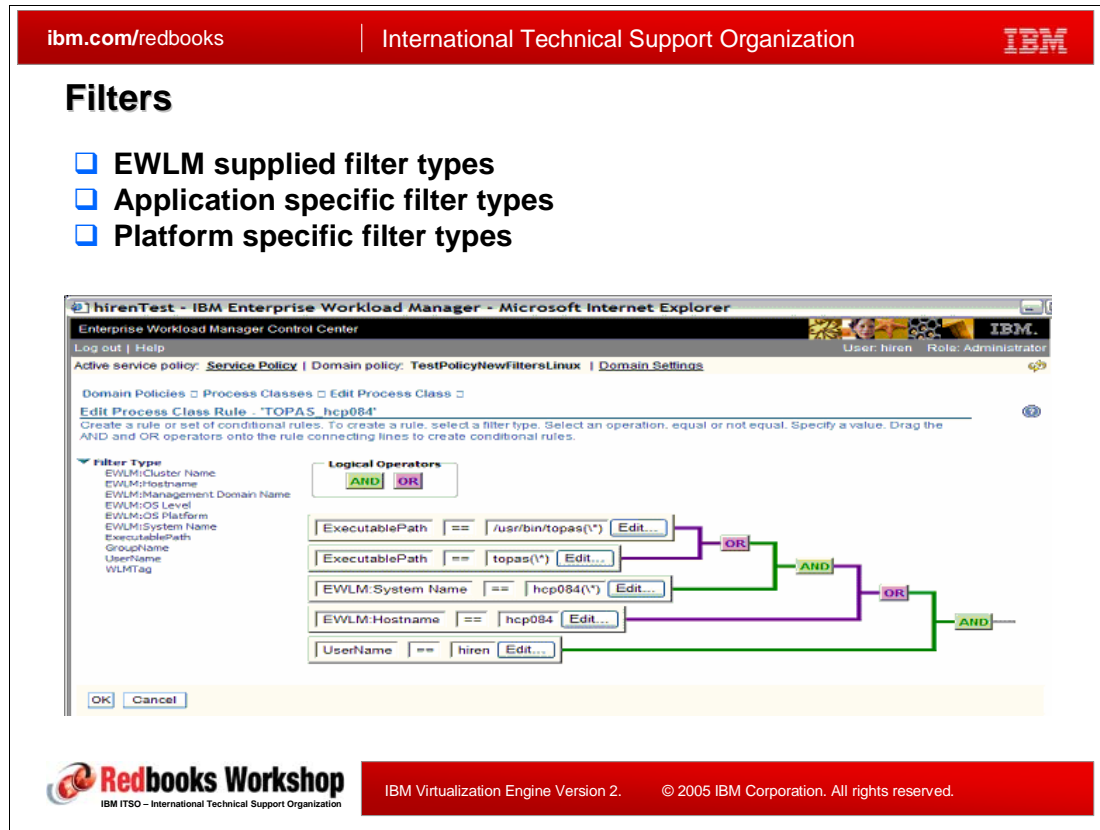 ibm.com/redbooks
International Technical Support Organization
IBM
Filters
EWLM supplied filter types
Application specific filter types
Platform specific filter types
hirenTest - IBM Enterprise Workload Manager - Microsoft Internet Explorer
Enterprise Workload Manager Control Center
IBM.
Log out | Help
User: hiren Role: Administrator
Active service policy: Service Policy | Domain policy: TestPolicyNewFiltersLinux | Domain Settings
Domain Policies □ Process Classes □ Edit Process Class □
Edit Process Class Rule - 'TOPAS_hcp084'
Create a rule or set of conditional rules. To create a rule, select a filter type. Select an operation, equal or not equal. Specify a value. Drag the
AND and OR operators onto the rule connecting lines to create conditional rules.
Filter Type
EWLM:Cluster Name
EWLM:Hostname
EWLM:Management Domain Name
EWLM:OS Level
EWLM:OS Platform
EWLM:System Name
ExecutablePath
GroupName
UserName
WLMTag
Logical Operators
AND OR
ExecutablePath == /usr/bin/topas(\*) Edit...
OR
ExecutablePath == topas(\*) Edit...
AND
EWLM:System Name == hcp084(\*) Edit...
OR
EWLM:Hostname == hcp084 Edit...
AND
UserName == hiren Edit...
OK Cancel
Redbooks Workshop
IBM ITSO – International Technical Support Organization
IBM Virtualization Engine Version 2. © 2005 IBM Corporation. All rights reserved.